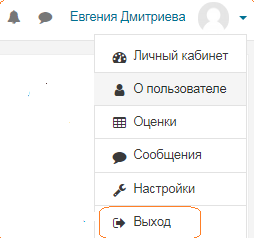 Евгения Дмитриева
Личный кабинет
О пользователе
Оценки
Сообщения
Настройки
Выход